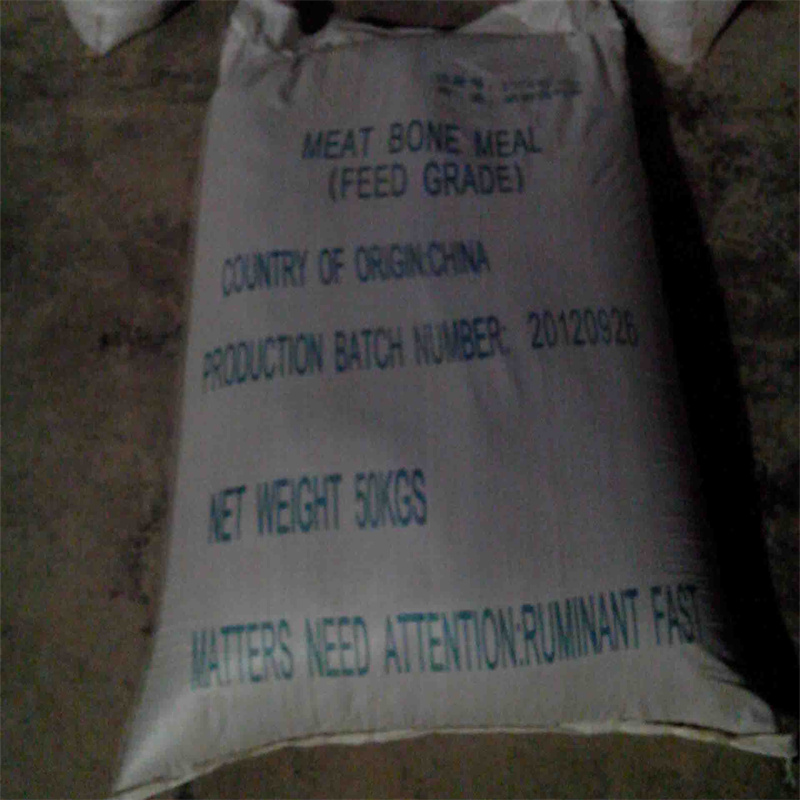 MEAT BONE MEAL
(FEED GRADE)
COUNTRY OF ORIGIN:CHINA
PRODUCTION BATCH NUMBER: 20120926
NET WEIGHT 50KGS
MATTERS NEED ATTENTION:RUMINANT FAST